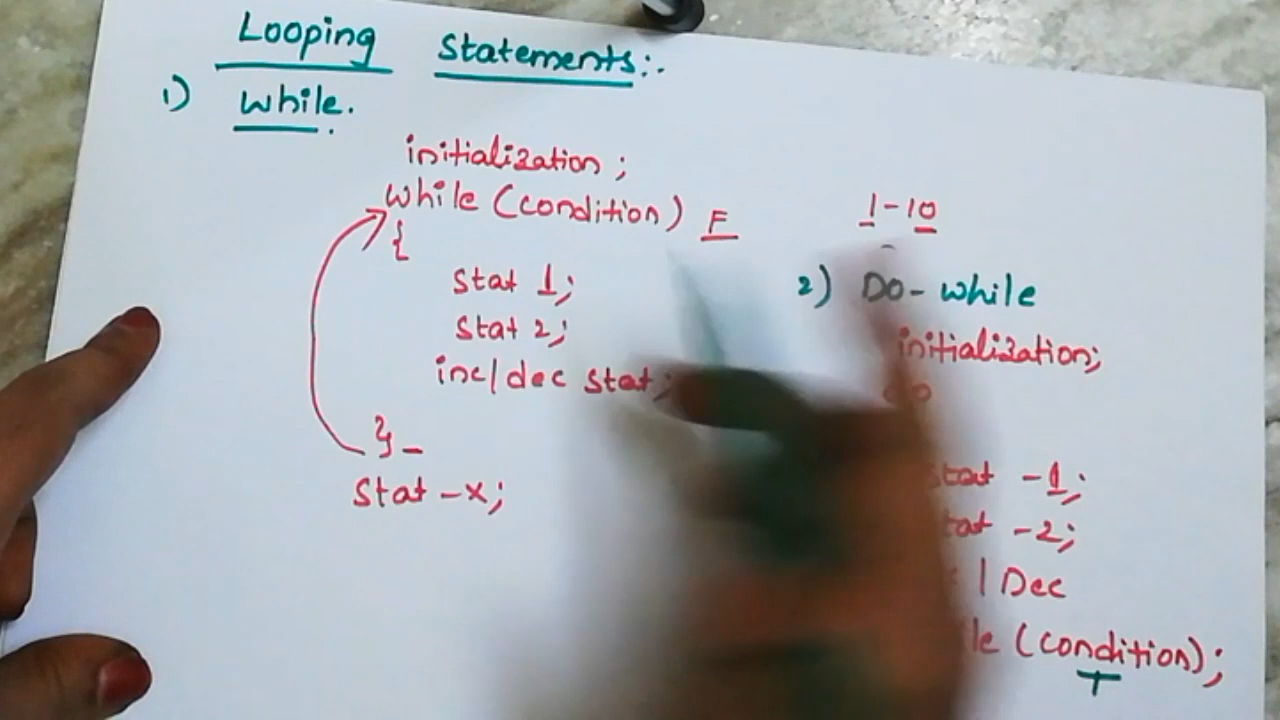 Looping Statements:.
1) While.
initialization;
while (condition) F
{
Stat 1;
Stat 2;
inc/dec stat;
}
Stat -x;
1-10
2) Do-while
initialization;
do
stat -1;
stat -2;
| Dec
(condition);
T